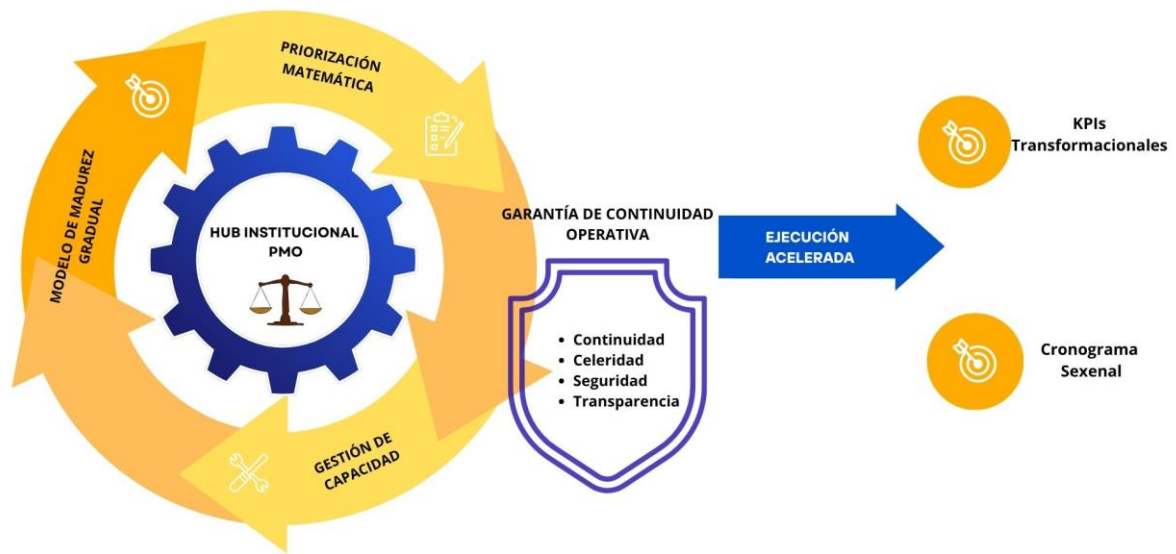 PRIORIZACIÓN
MATEMÁTICA
MODELO DE MADUREZ
GRADUAL
HUB INSTITUCIONAL
PMO
GESTIÓN DE
CAPACIDAD
GARANTÍA DE CONTINUIDAD
OPERATIVA
• Continuidad
• Celeridad
• Seguridad
• Transparencia
EJECUCIÓN
ACELERADA
KPIs
Transformacionales
Cronograma
Sexenal